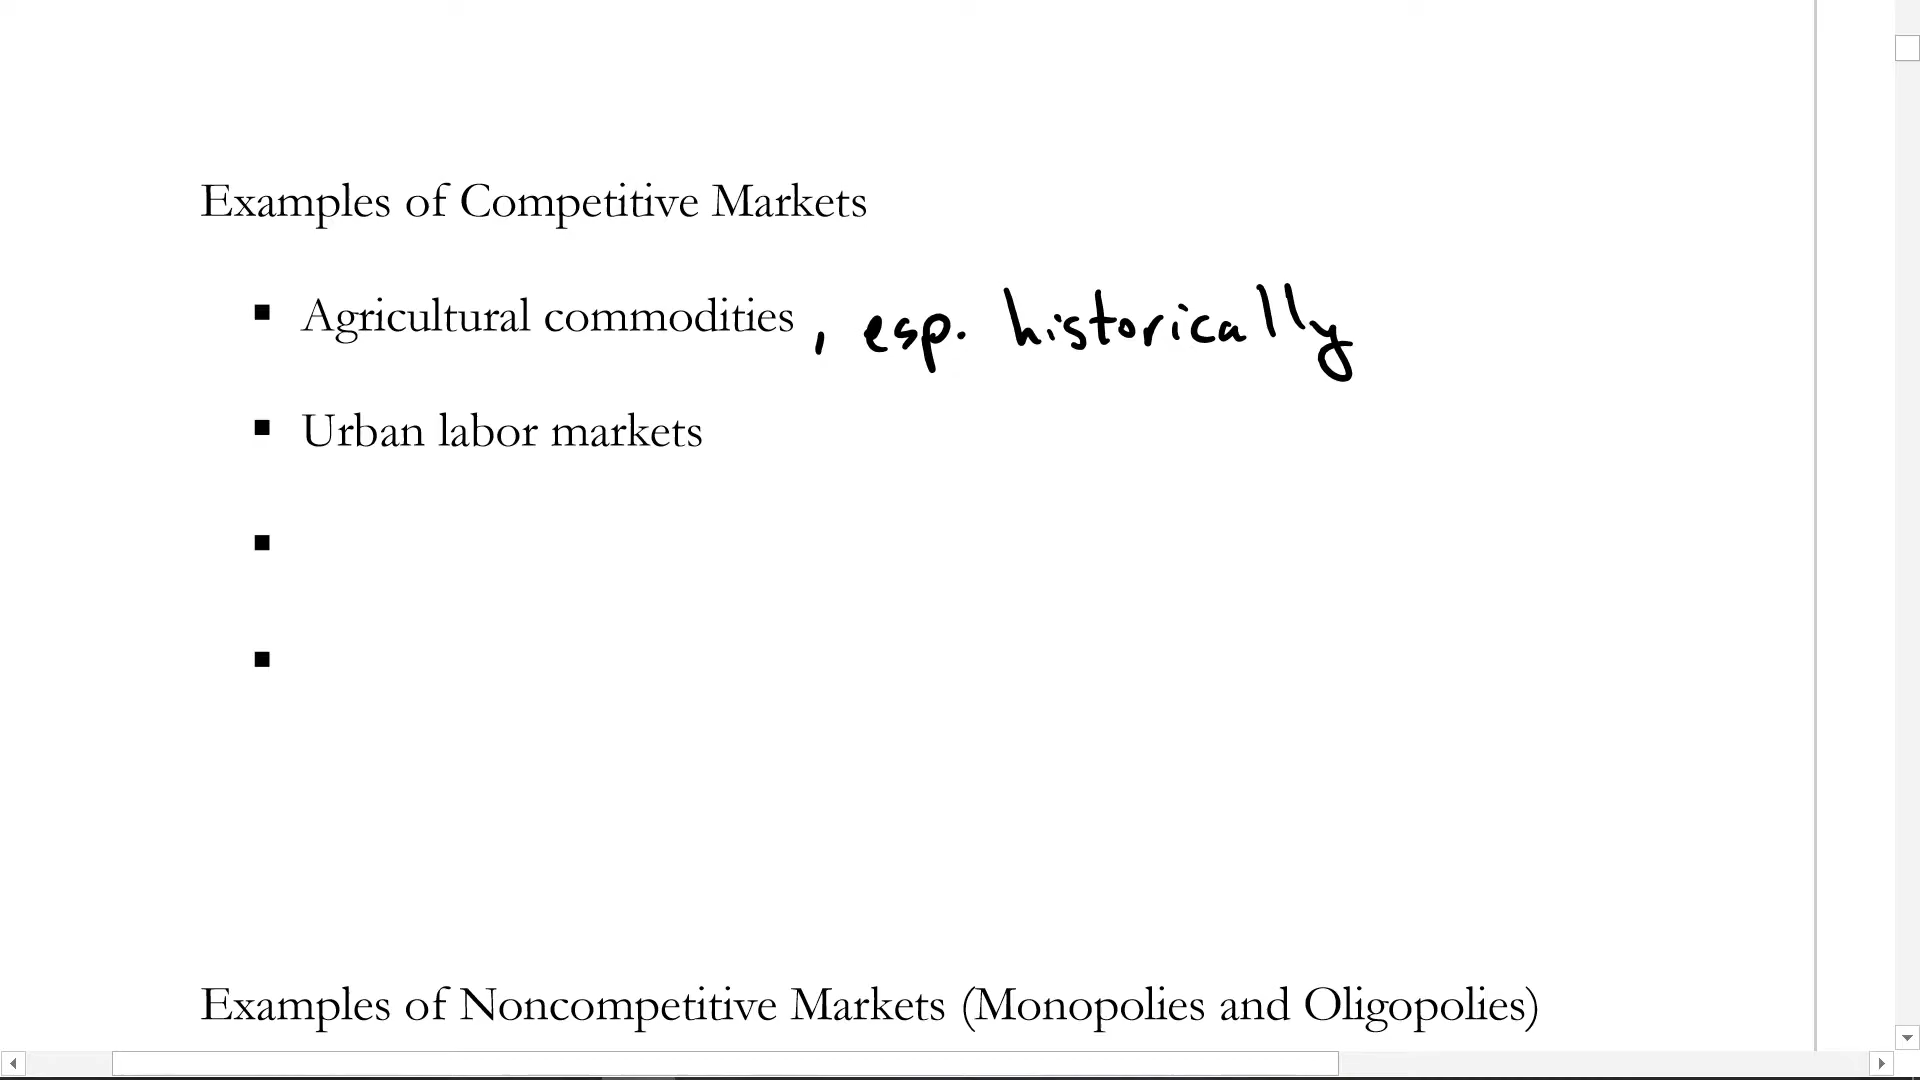 Examples of Competitive Markets
▪ Agricultural commodities, esp. historically
▪ Urban labor markets
▪
▪
Examples of Noncompetitive Markets (Monopolies and Oligopolies)